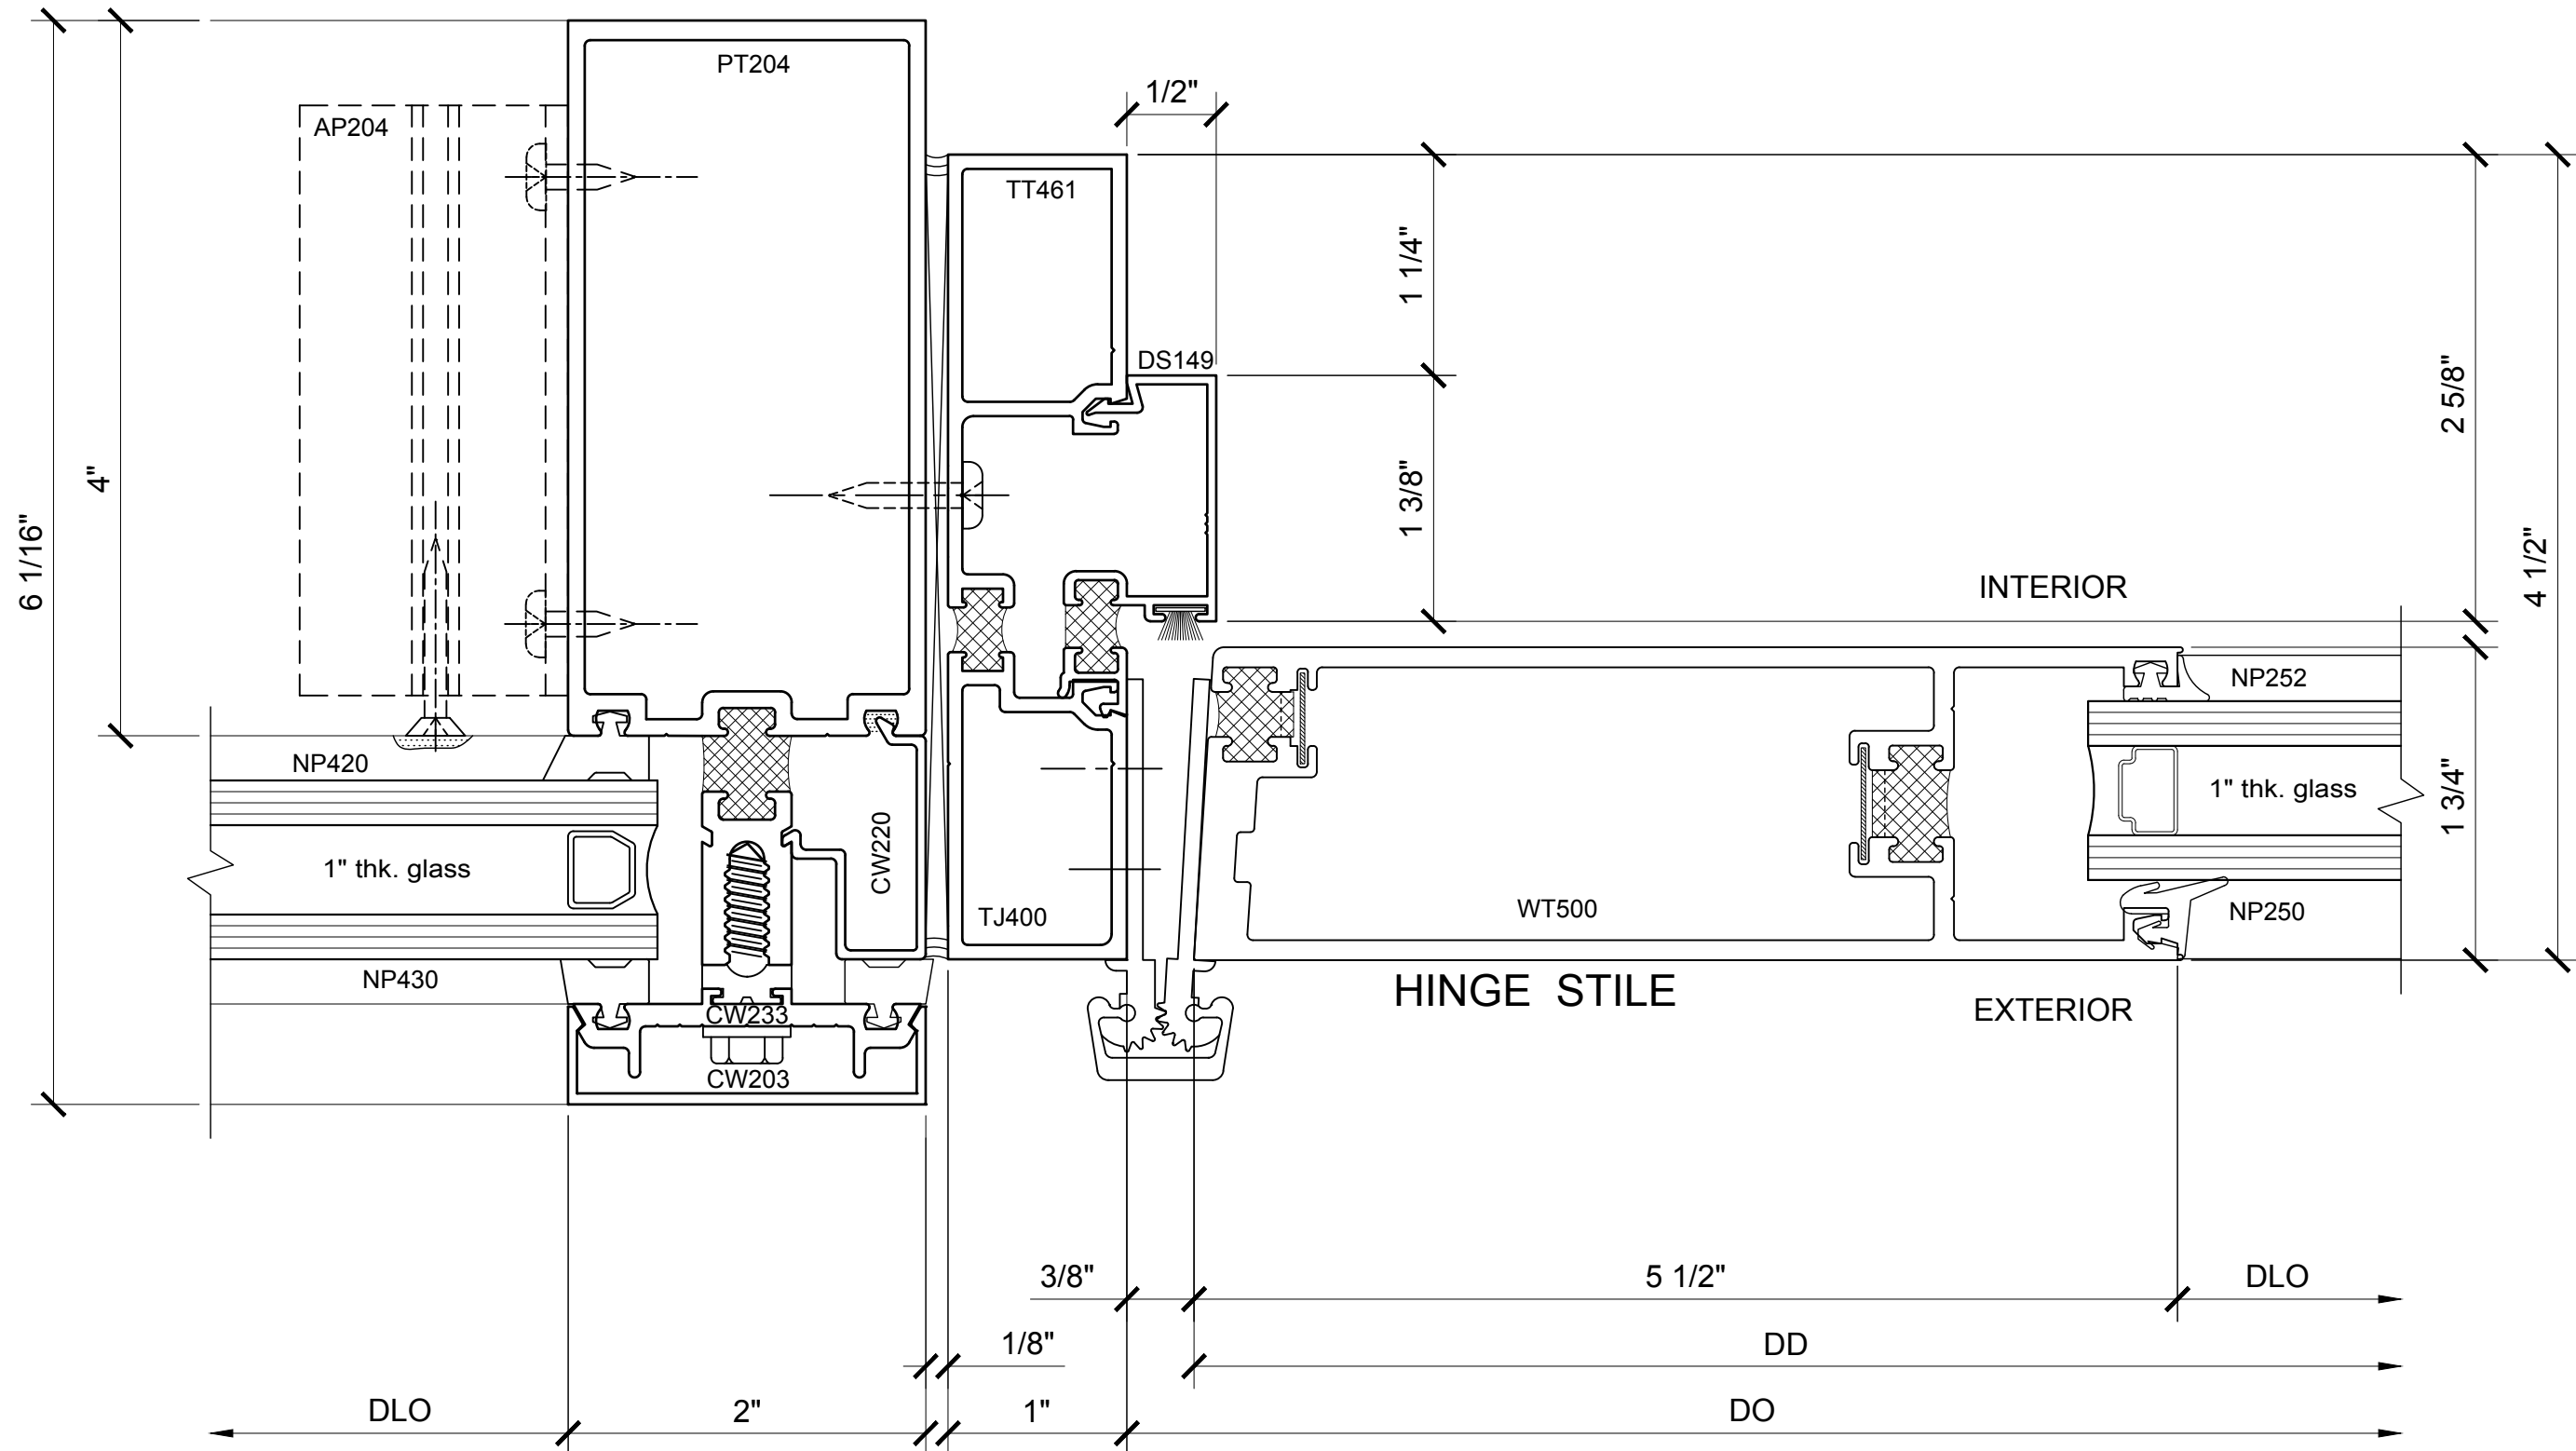 PT204
1/2"
AP204
TT461
1 1/4"
DS149
2 5/8"
4"
1 3/8"
6 1/16"
4 1/2"
INTERIOR
NP252
NP420
1" thk. glass
1 3/4"
CW220
1" thk. glass
WT500
NP250
TJ400
NP430
HINGE STILE
EXTERIOR
CW233
CW203
3/8"
5 1/2"
DLO
1/8"
DD
DLO
2"
1"
DO